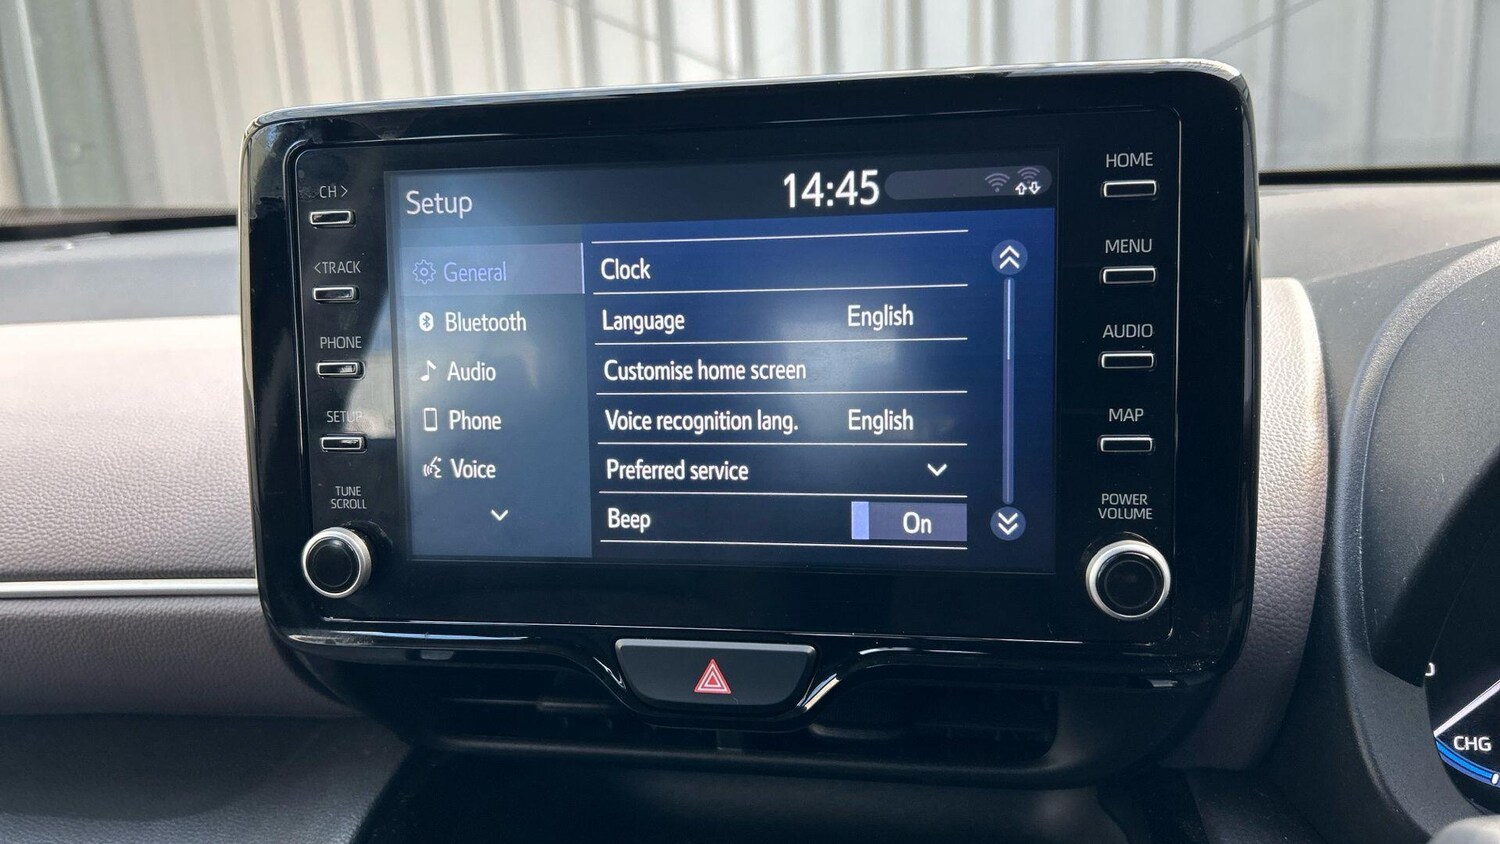 CH >
<TRACK
PHONE
SETUP
TUNE
SCROLL
Setup
14:45
General
Bluetooth
Audio
Phone
Voice
Clock
Language English
Customise home screen
Voice recognition lang. English
Preferred service
Beep On
HOME
MENU
AUDIO
MAP
POWER
VOLUME
CHG